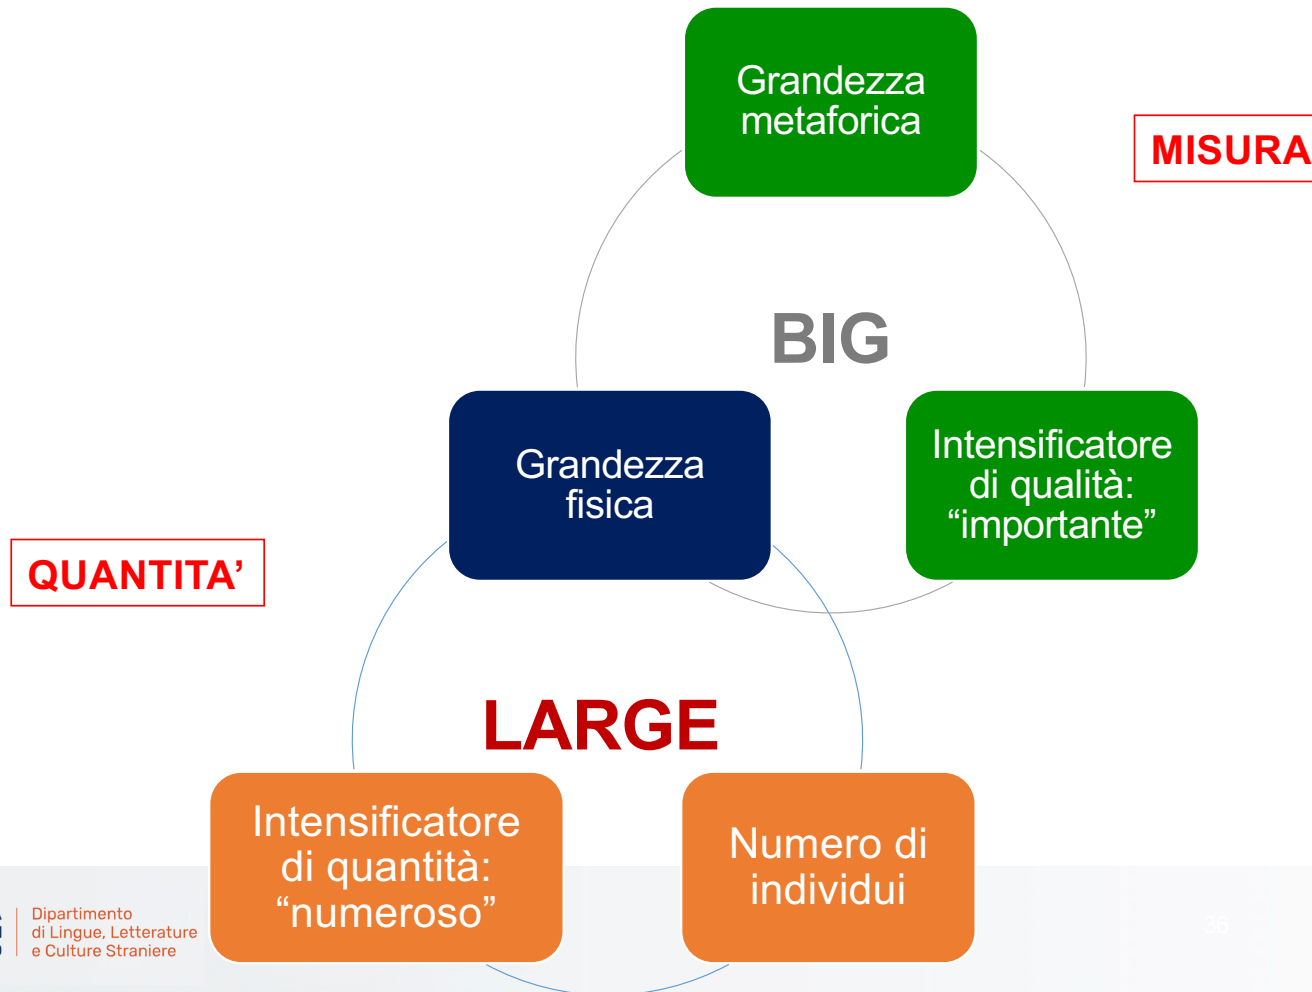 Grandezza
metaforica
MISURA
BIG
Grandezza
fisica
Intensificatore
di qualità:
“importante”
QUANTITA’
LARGE
Intensificatore
di quantità:
“numeroso”
Numero di
individui
Dipartimento
di Lingue, Letterature
e Culture Straniere
36